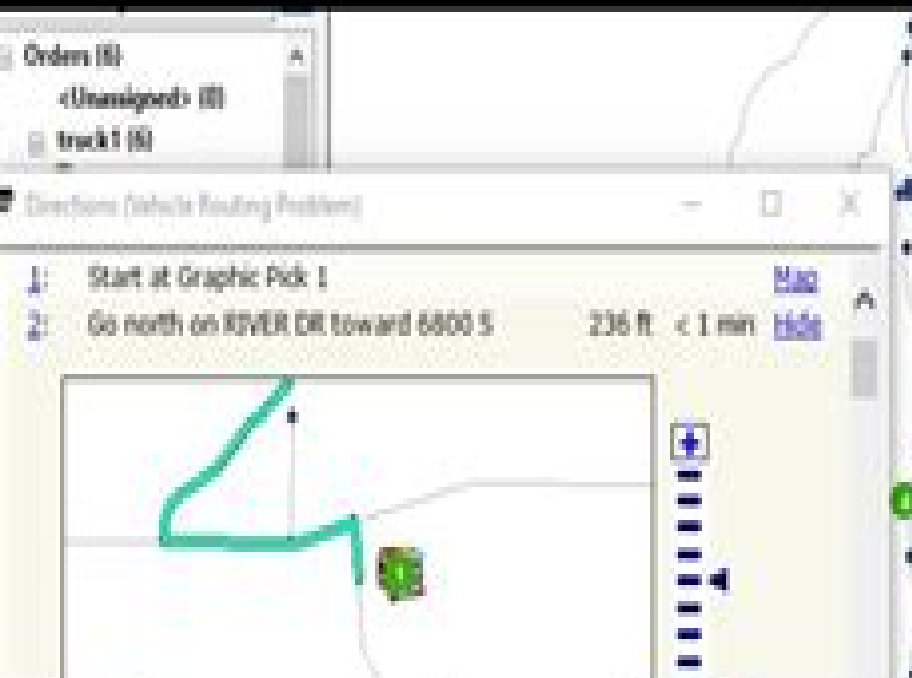 Orders (6)
<Unassigned> (0)
truck1 (6)
Directions (Vehicle Routing Problem)
1: Start at Graphic Pick 1 Map
2: Go north on RIVER DR toward 6800 S 236 ft < 1 min Hide